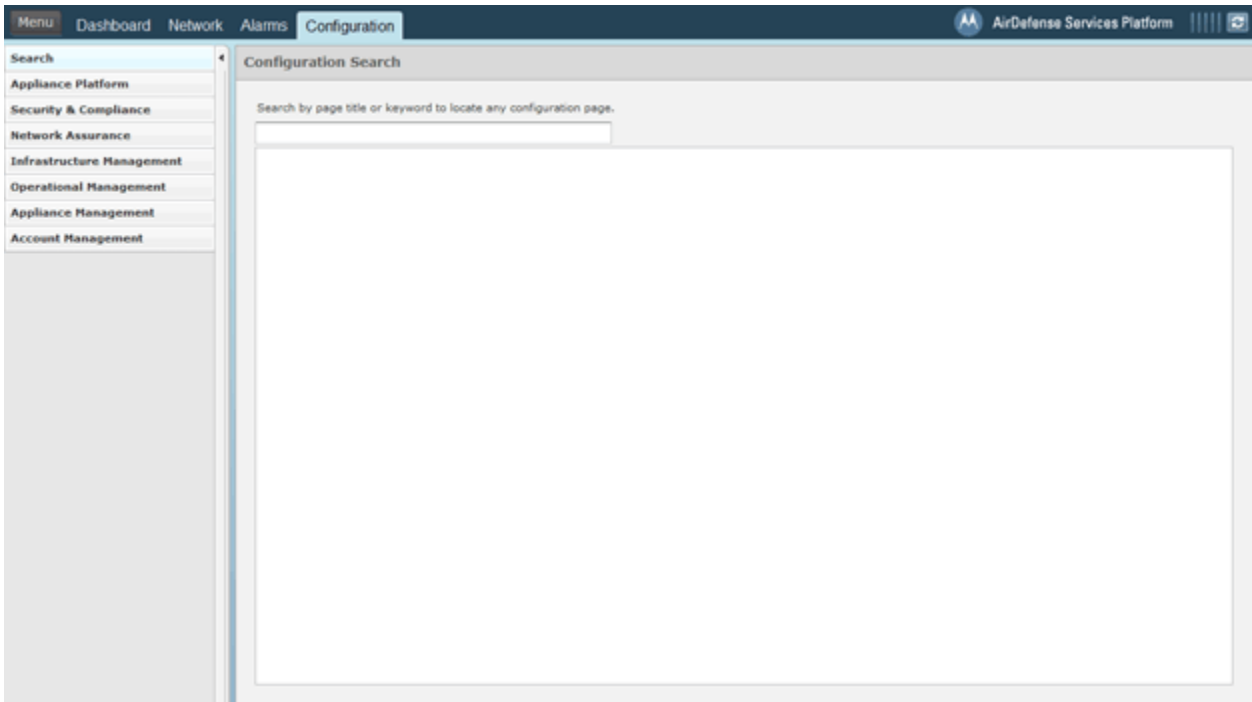 Menu Dashboard Network Alarms Configuration AirDefense Services Platform
Search
Configuration Search
Appliance Platform
Security & Compliance
Search by page title or keyword to locate any configuration page.
Network Assurance
Infrastructure Management
Operational Management
Appliance Management
Account Management